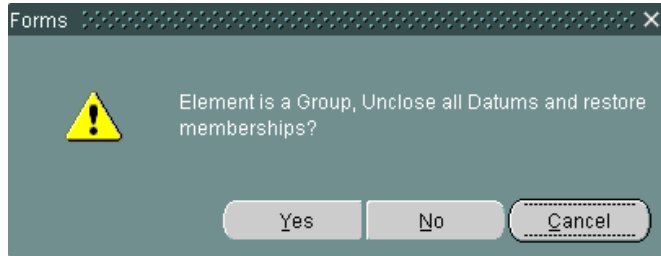 Forms
Element is a Group, Unclose all Datums and restore
memberships?
Yes No Cancel